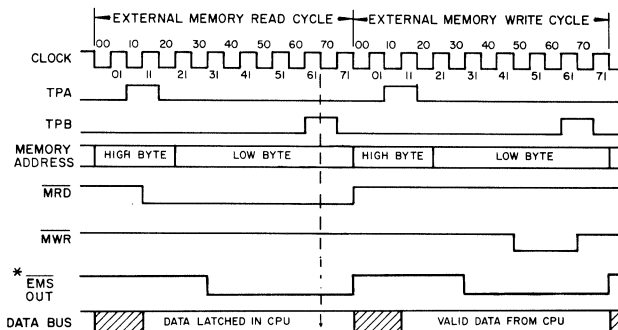 EXTERNAL MEMORY READ CYCLE EXTERNAL MEMORY WRITE CYCLE
00 10 20 30 40 50 60 70 00 10 20 30 40 50 60 70
CLOCK
01 11 21 31 41 51 61 71 01 11 21 31 41 51 61 71
TPA
TPB
MEMORY
ADDRESS
HIGH BYTE LOW BYTE HIGH BYTE LOW BYTE
MRD
MWR
* EMS
OUT
DATA BUS DATA LATCHED IN CPU VALID DATA FROM CPU